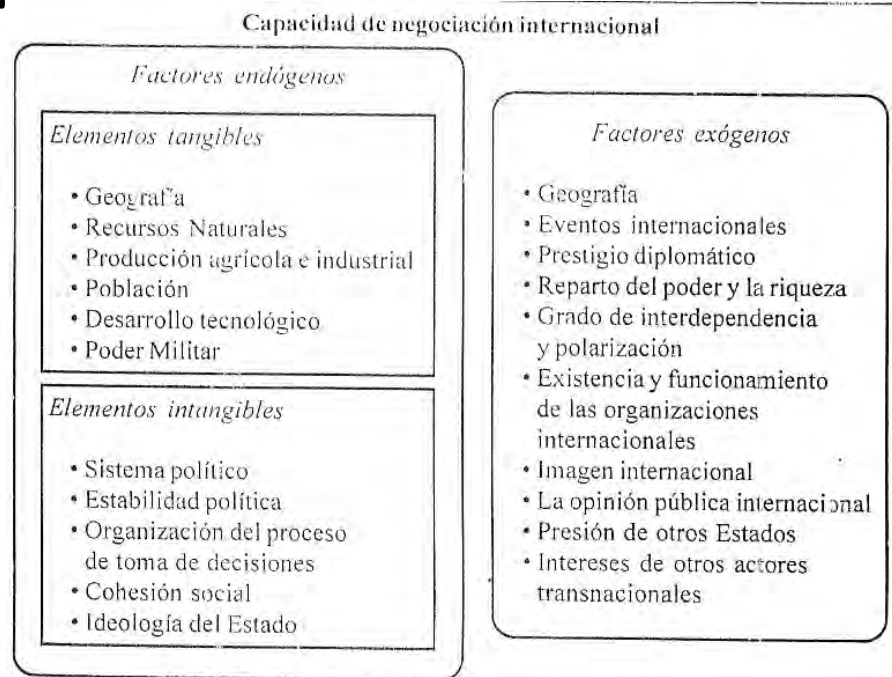 Capacidad de negociación internacional
Factores endógenos
Elementos tangibles
• Geografía
• Recursos Naturales
• Producción agrícola e industrial
• Población
• Desarrollo tecnológico
• Poder Militar
Elementos intangibles
• Sistema político
• Estabilidad política
• Organización del proceso
de toma de decisiones
• Cohesión social
• Ideología del Estado
Factores exógenos
• Geografía
• Eventos internacionales
• Prestigio diplomático
• Reparto del poder y la riqueza
• Grado de interdependencia
y polarización
• Existencia y funcionamiento
de las organizaciones
internacionales
• Imagen internacional
• La opinión pública internacional
• Presión de otros Estados
• Intereses de otros actores
transnacionales